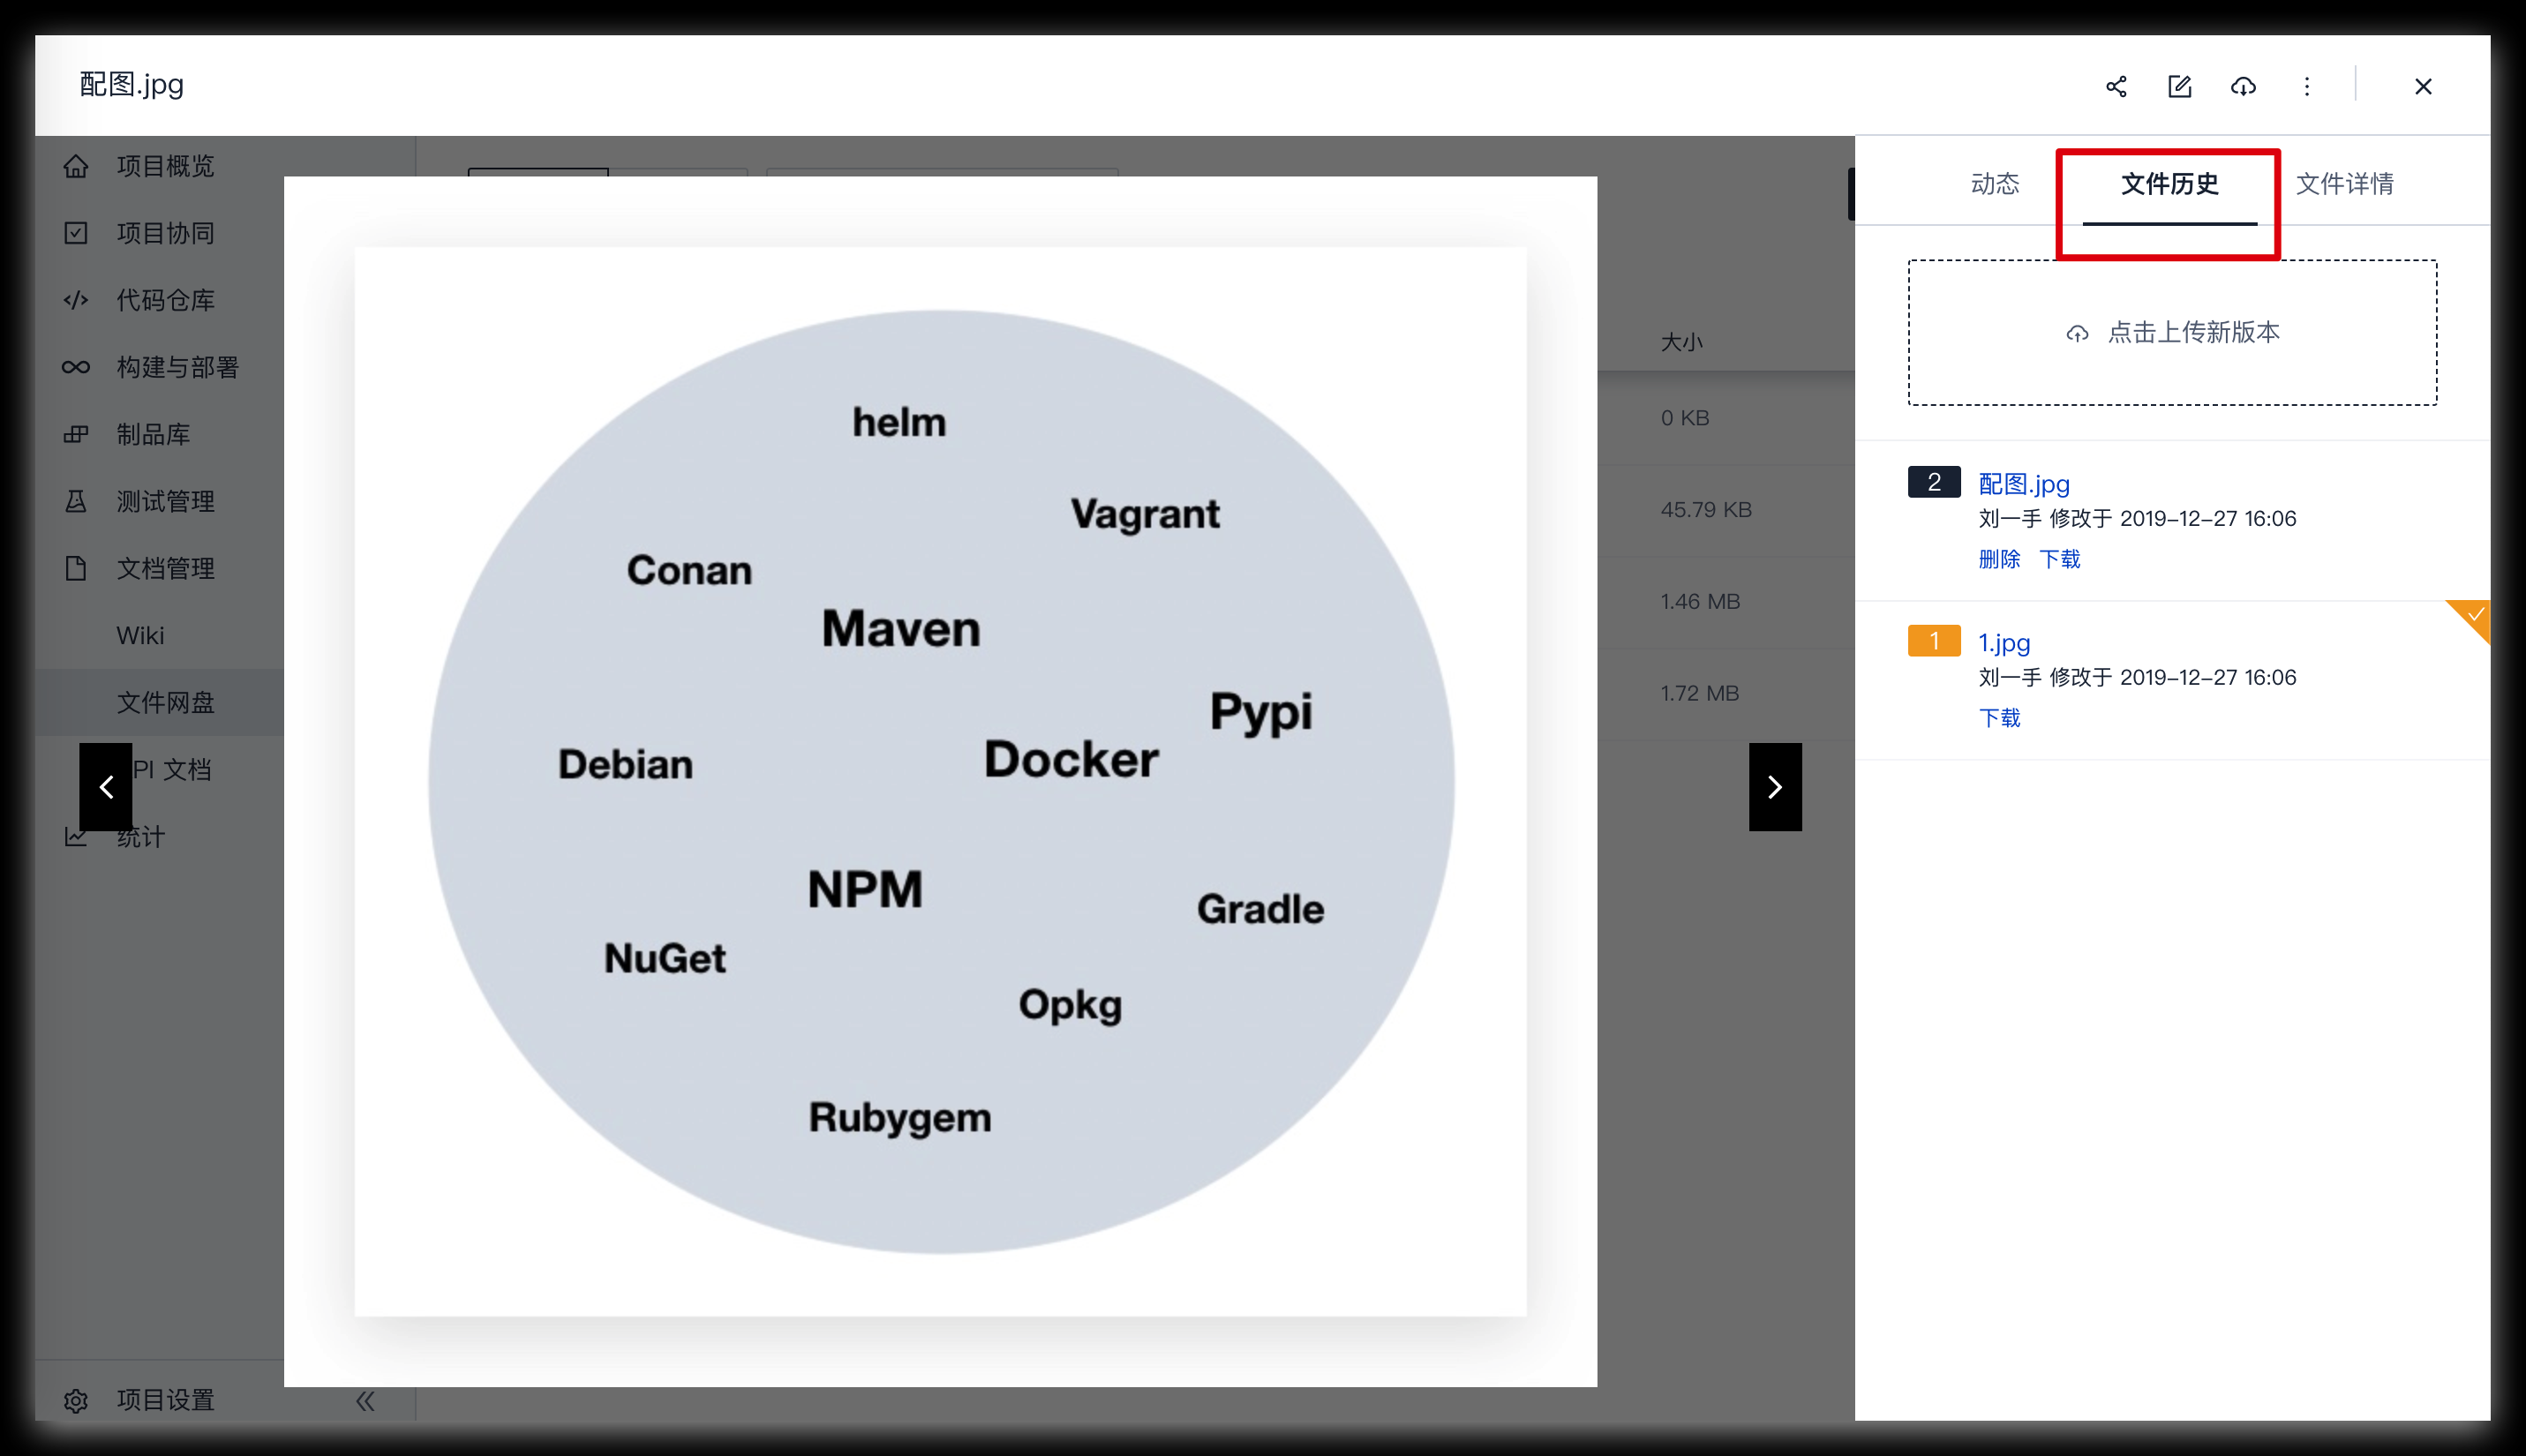 配图.jpg
项目概览
项目协同
代码仓库
构建与部署
制品库
测试管理
文档管理
Wiki
文件网盘
PI 文档
统计
项目设置
helm
Vagrant
Conan
Maven
Pypi
Docker
Debian
NPM
Gradle
NuGet
Opkg
Rubygem
大小
0 KB
45.79 KB
1.46 MB
1.72 MB
动态 文件历史 文件详情
点击上传新版本
2 配图.jpg
刘一手 修改于 2019-12-27 16:06
删除 下载
1 1.jpg
刘一手 修改于 2019-12-27 16:06
下载